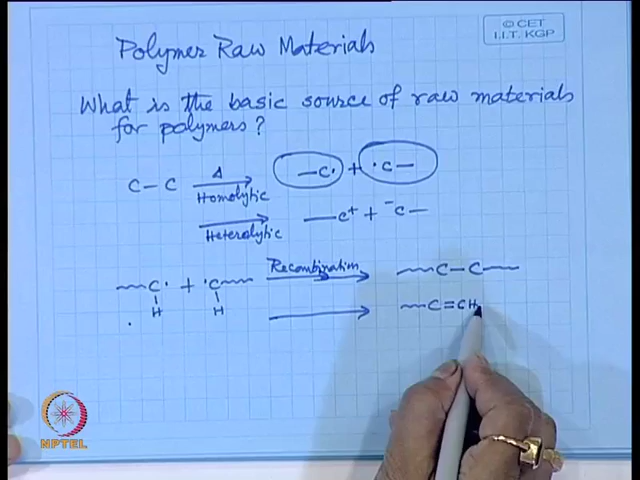 © CET
I.I.T. KGP
Polymer Raw Materials
What is the basic source of raw materials
for polymers?
C – C Δ Homolytic –C· + ·C–
Heterolytic –C⁺ + ⁻C–
~C· + ·C~ Recombination ~C–C~
H H
~C=CH
NPTEL